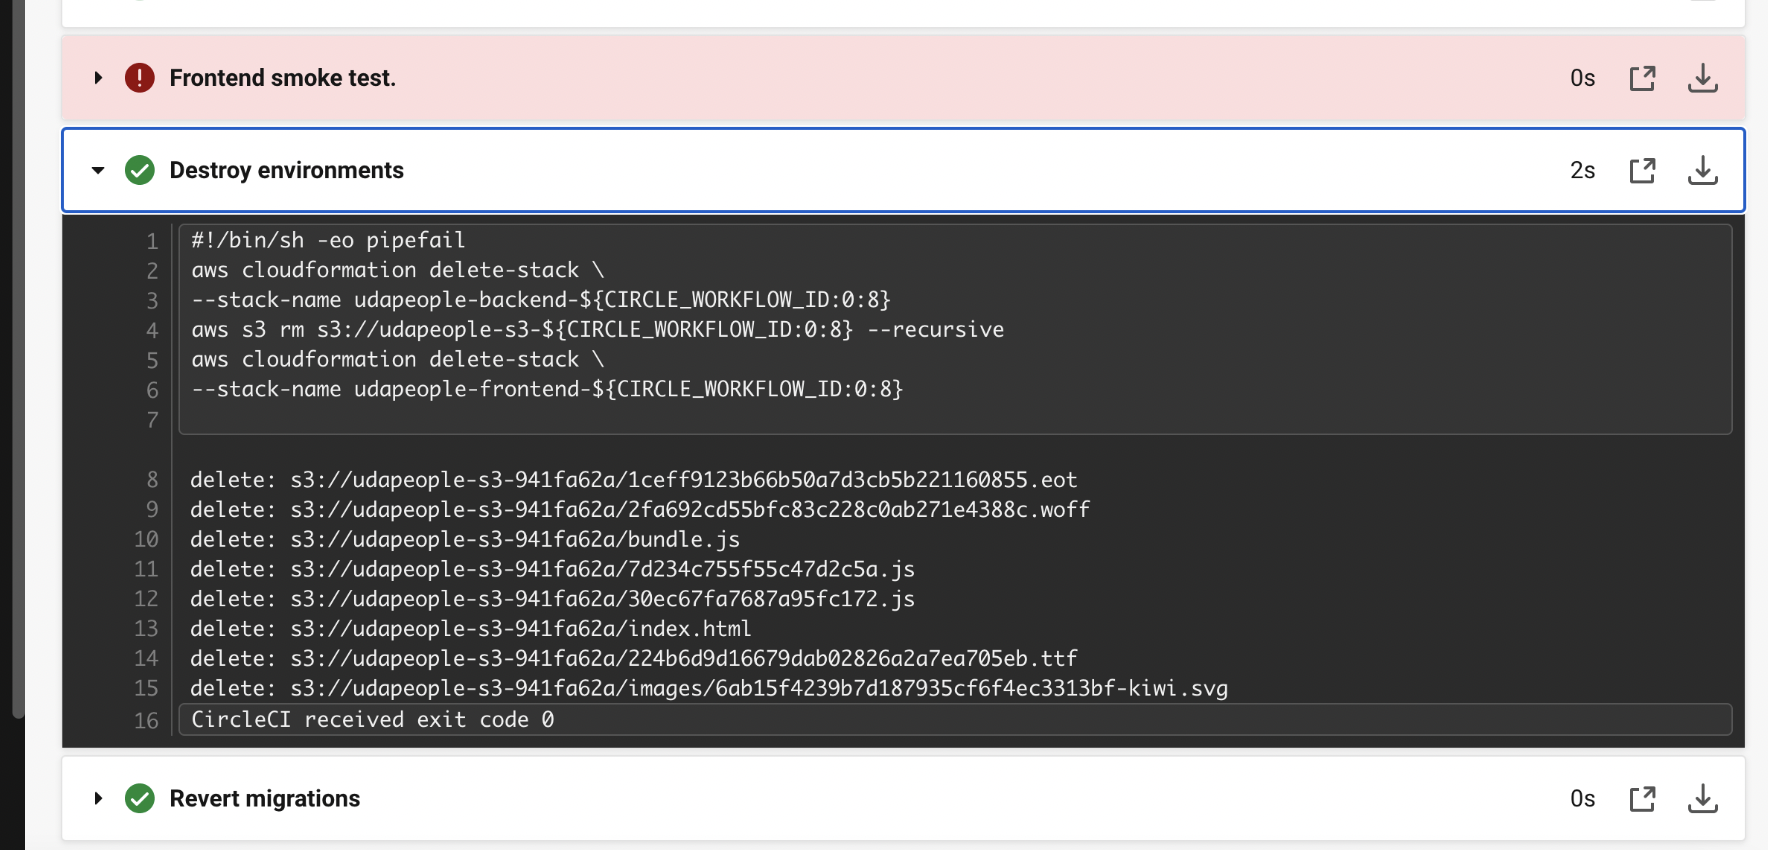 Frontend smoke test. 0s
Destroy environments 2s
1 #!/bin/sh -eo pipefail
2 aws cloudformation delete-stack \
3 --stack-name udapeople-backend-${CIRCLE_WORKFLOW_ID:0:8}
4 aws s3 rm s3://udapeople-s3-${CIRCLE_WORKFLOW_ID:0:8} --recursive
5 aws cloudformation delete-stack \
6 --stack-name udapeople-frontend-${CIRCLE_WORKFLOW_ID:0:8}
7
8 delete: s3://udapeople-s3-941fa62a/1ceff9123b66b50a7d3cb5b221160855.eot
9 delete: s3://udapeople-s3-941fa62a/2fa692cd55bfc83c228c0ab271e4388c.woff
10 delete: s3://udapeople-s3-941fa62a/bundle.js
11 delete: s3://udapeople-s3-941fa62a/7d234c755f55c47d2c5a.js
12 delete: s3://udapeople-s3-941fa62a/30ec67fa7687a95fc172.js
13 delete: s3://udapeople-s3-941fa62a/index.html
14 delete: s3://udapeople-s3-941fa62a/224b6d9d16679dab02826a2a7ea705eb.ttf
15 delete: s3://udapeople-s3-941fa62a/images/6ab15f4239b7d187935cf6f4ec3313bf-kiwi.svg
16 CircleCI received exit code 0
Revert migrations 0s